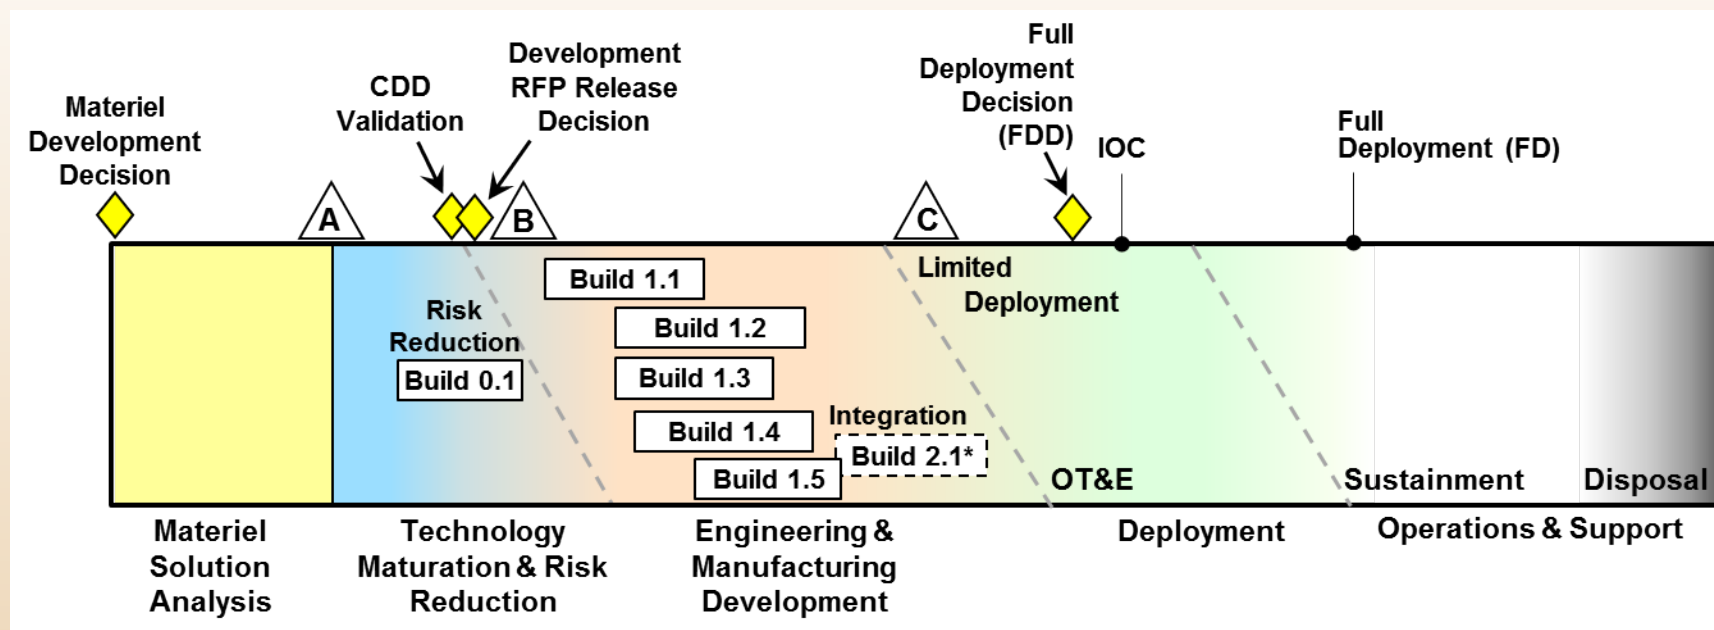 Materiel
Development
Decision
CDD
Validation
Development
RFP Release
Decision
Full
Deployment
Decision
(FDD)
IOC
Full
Deployment (FD)
A
B
C
Build 1.1
Limited
Deployment
Risk
Reduction
Build 0.1
Build 1.2
Build 1.3
Build 1.4
Integration
Build 2.1*
Build 1.5
OT&E
Sustainment
Disposal
Materiel
Solution
Analysis
Technology
Maturation & Risk
Reduction
Engineering &
Manufacturing
Development
Deployment
Operations & Support